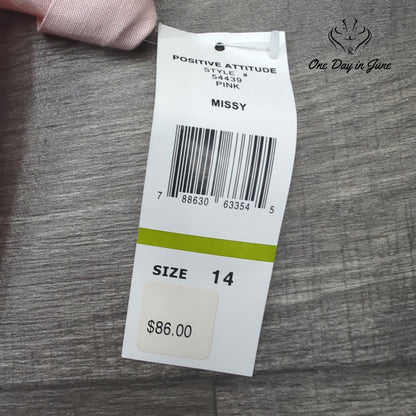 One Day in June
POSITIVE ATTITUDE
STYLE #
54439
PINK
MISSY
7 88630 63354 5
SIZE 14
$86.00